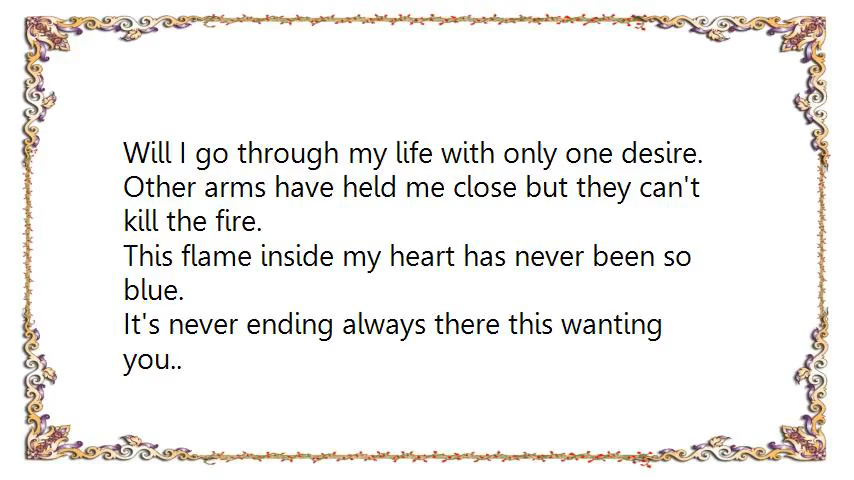 Will I go through my life with only one desire.
Other arms have held me close but they can't
kill the fire.
This flame inside my heart has never been so
blue.
It's never ending always there this wanting
you..